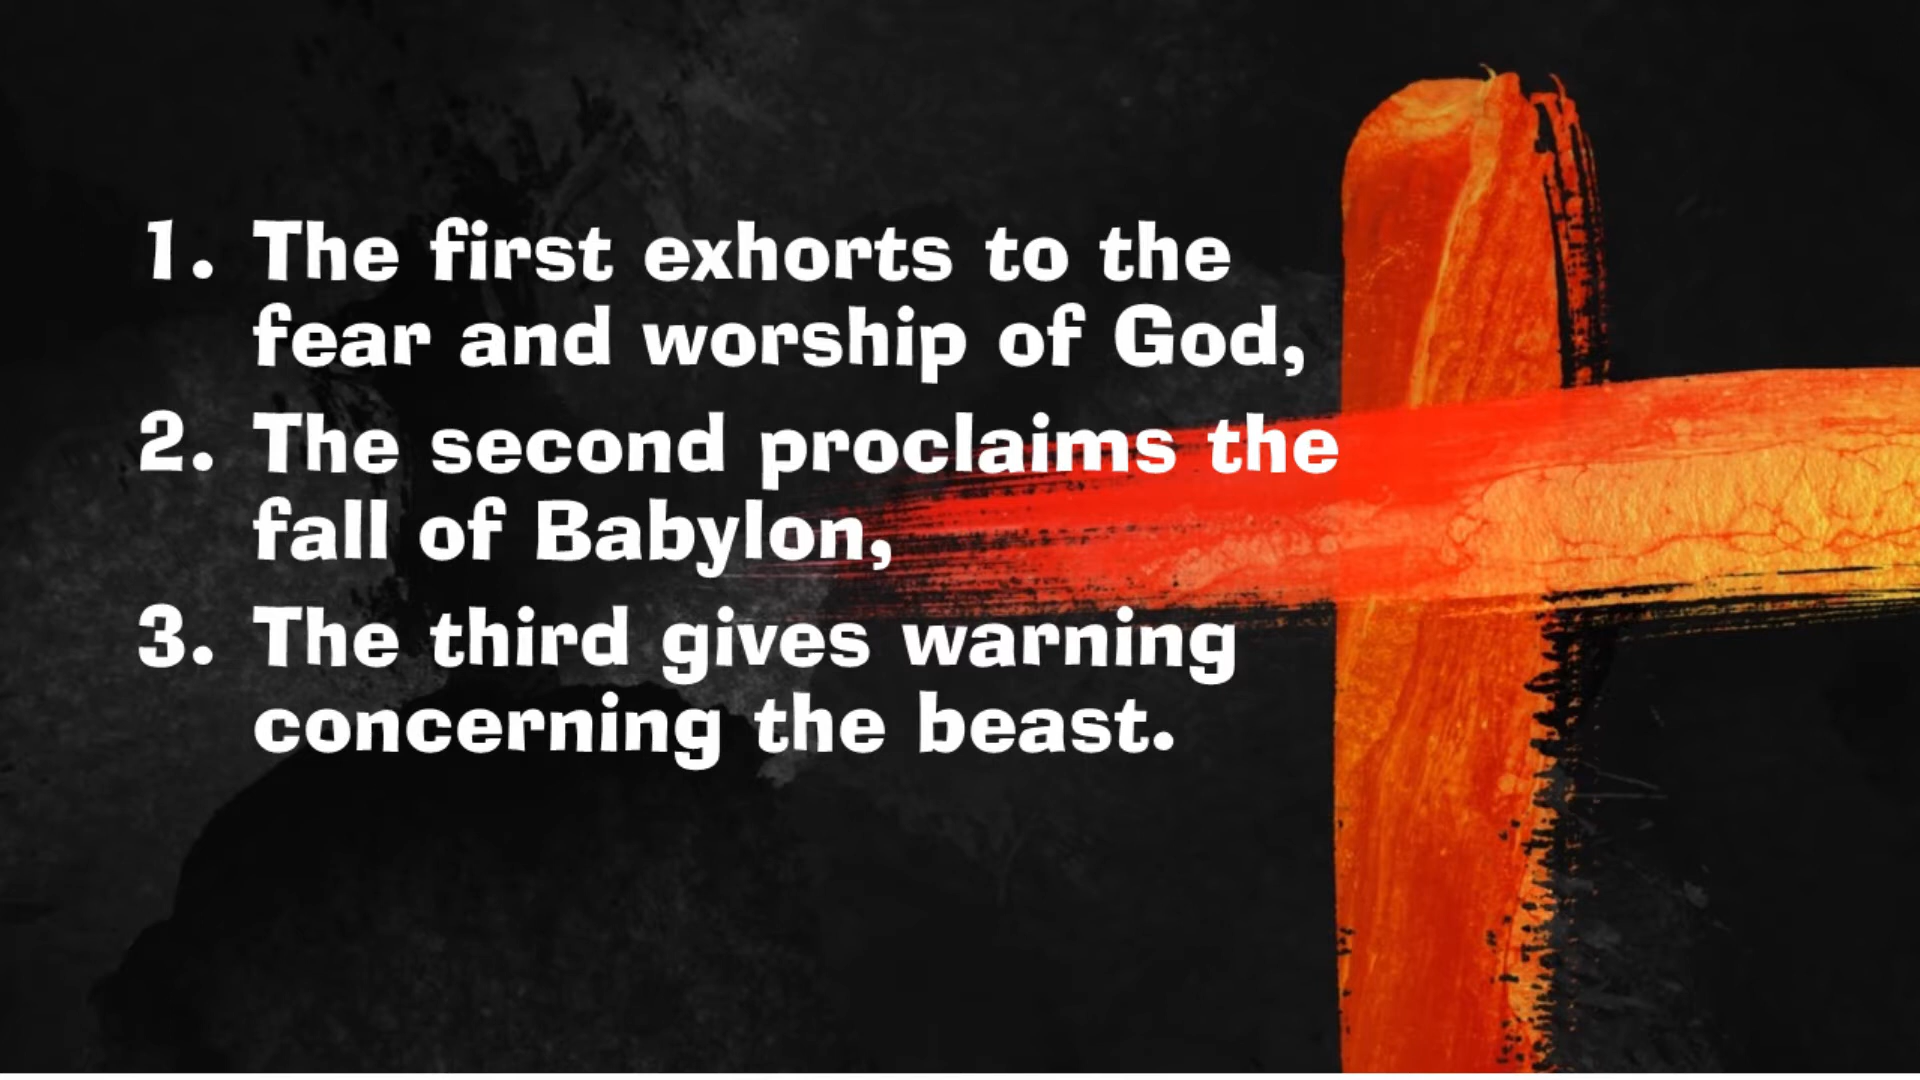 1. The first exhorts to the
fear and worship of God,
2. The second proclaims the
fall of Babylon,
3. The third gives warning
concerning the beast.